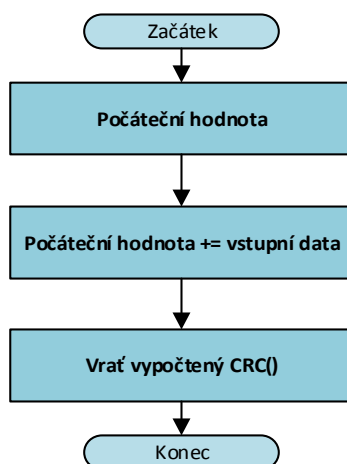 Začátek
Počáteční hodnota
Počáteční hodnota += vstupní data
Vrať vypočtený CRC()
Konec